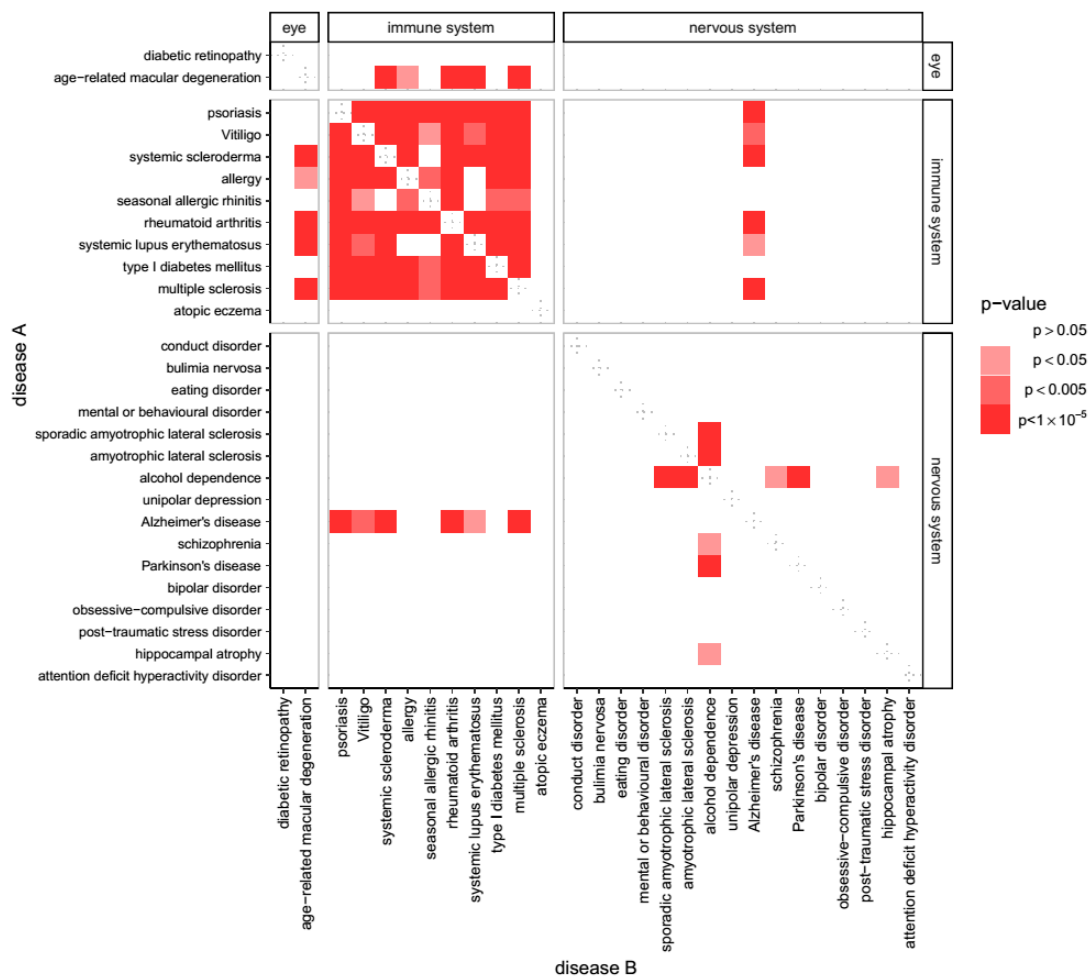 eye
immune system
nervous system
diabetic retinopathy
age−related macular degeneration
eye
psoriasis
Vitiligo
systemic scleroderma
allergy
seasonal allergic rhinitis
rheumatoid arthritis
systemic lupus erythematosus
type I diabetes mellitus
multiple sclerosis
atopic eczema
immune system
conduct disorder
bulimia nervosa
eating disorder
mental or behavioural disorder
sporadic amyotrophic lateral sclerosis
amyotrophic lateral sclerosis
alcohol dependence
unipolar depression
Alzheimer's disease
schizophrenia
Parkinson's disease
bipolar disorder
obsessive−compulsive disorder
post−traumatic stress disorder
hippocampal atrophy
attention deficit hyperactivity disorder
nervous system
disease A
p−value
p > 0.05
p < 0.05
p < 0.005
p<1 × 10⁻⁵
diabetic retinopathy
age−related macular degeneration
psoriasis
Vitiligo
systemic scleroderma
allergy
seasonal allergic rhinitis
rheumatoid arthritis
systemic lupus erythematosus
type I diabetes mellitus
multiple sclerosis
atopic eczema
conduct disorder
bulimia nervosa
eating disorder
mental or behavioural disorder
sporadic amyotrophic lateral sclerosis
amyotrophic lateral sclerosis
alcohol dependence
unipolar depression
Alzheimer's disease
schizophrenia
Parkinson's disease
bipolar disorder
obsessive−compulsive disorder
post−traumatic stress disorder
hippocampal atrophy
attention deficit hyperactivity disorder
disease B